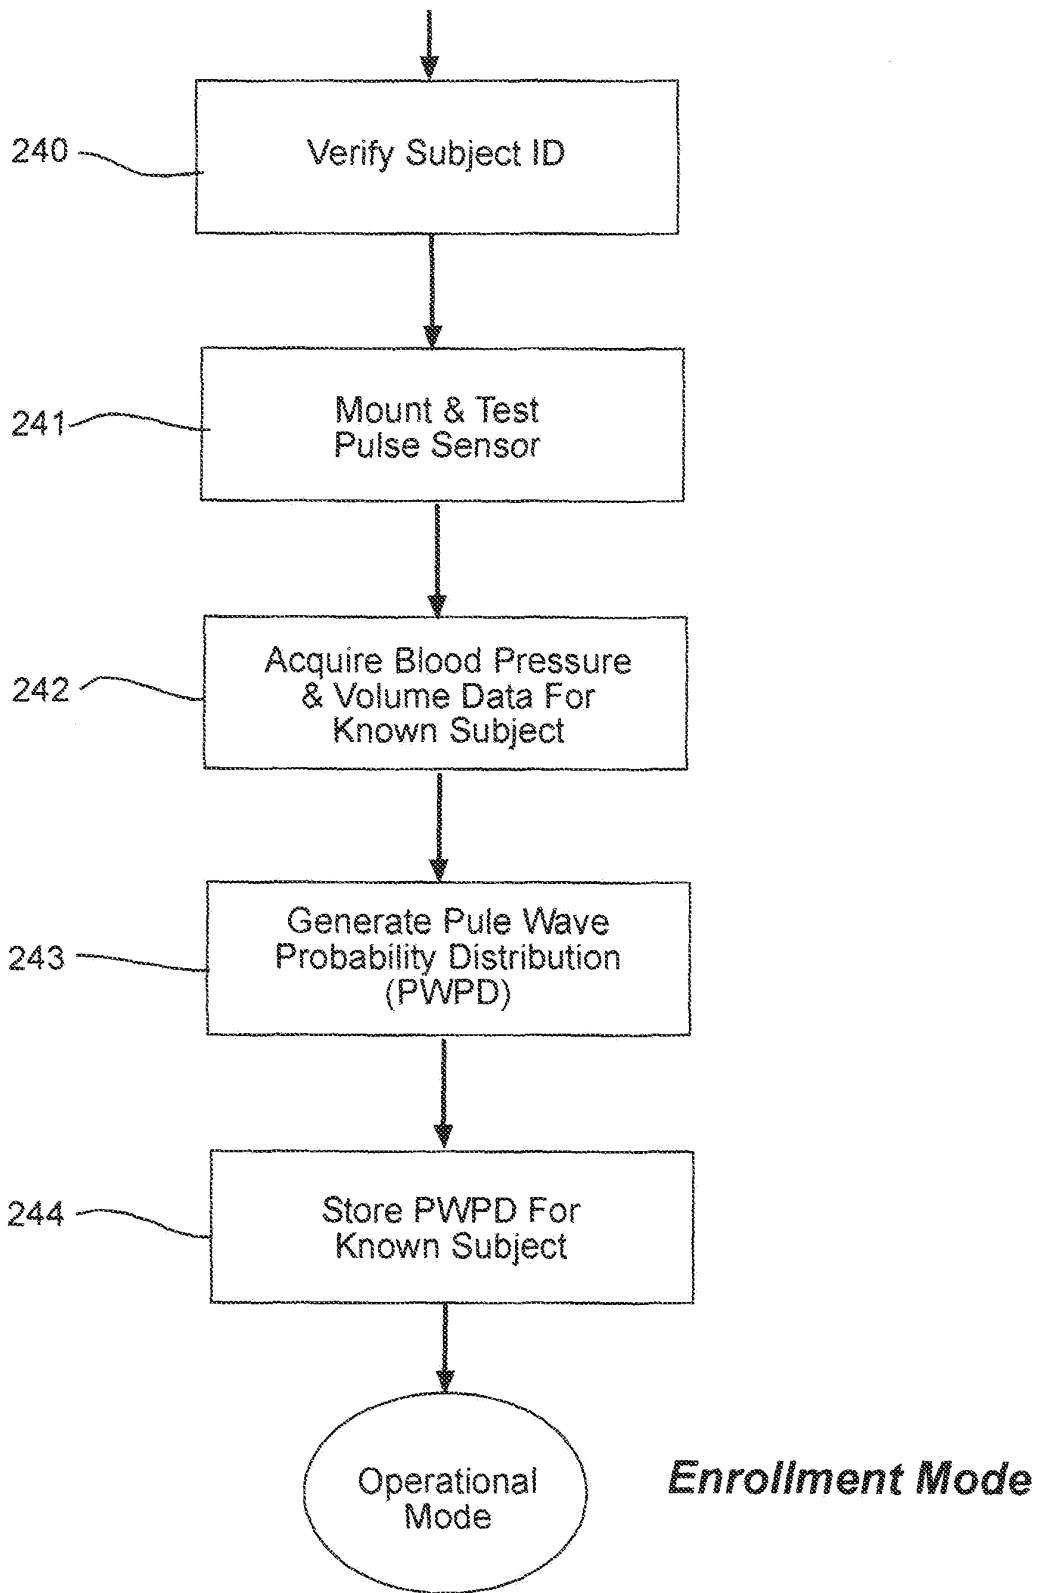 240
Verify Subject ID
241
Mount & Test
Pulse Sensor
242
Acquire Blood Pressure
& Volume Data For
Known Subject
243
Generate Pule Wave
Probability Distribution
(PWPD)
244
Store PWPD For
Known Subject
Operational
Mode
Enrollment Mode